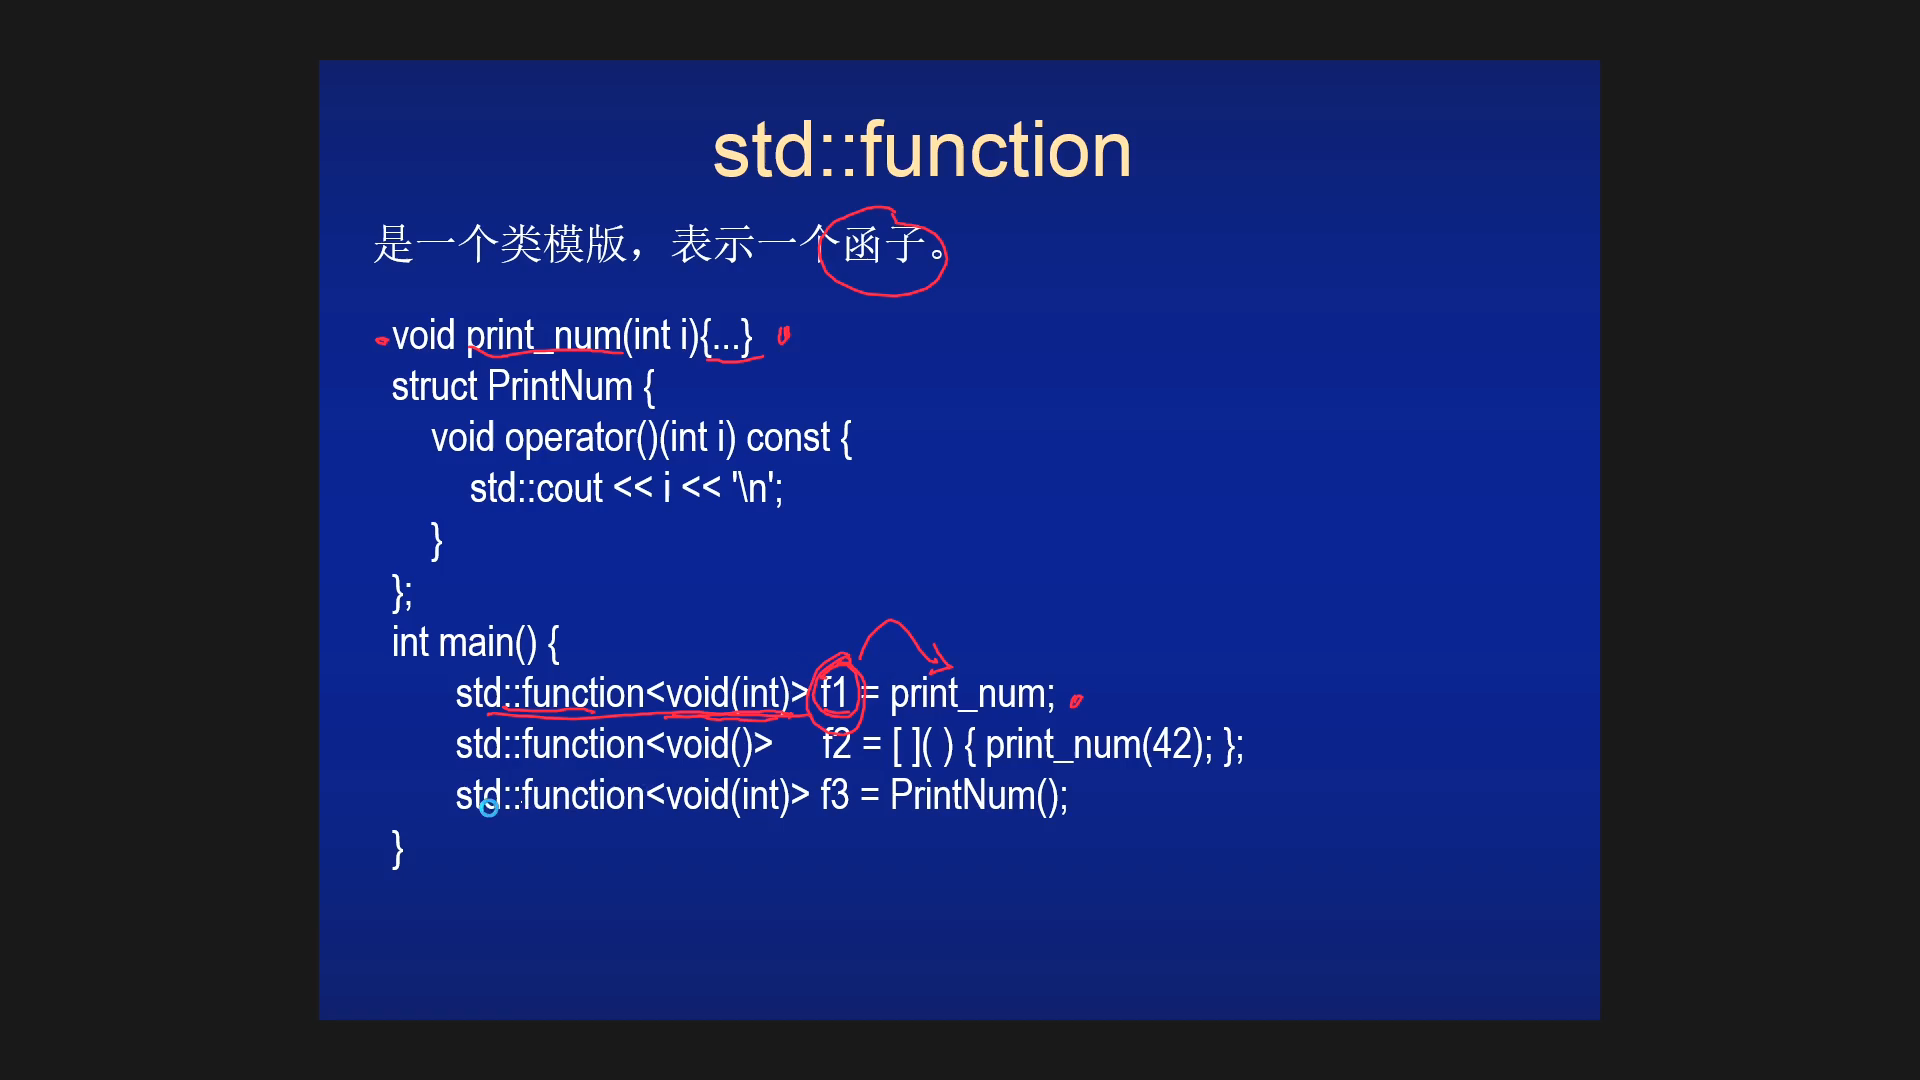 std::function
是一个类模版，表示一个函子。
void print_num(int i){...}
struct PrintNum {
void operator()(int i) const {
std::cout << i << '\n';
}
};
int main() {
std::function<void(int)> f1 = print_num;
std::function<void()> f2 = [ ]( ) { print_num(42); };
std::function<void(int)> f3 = PrintNum();
}